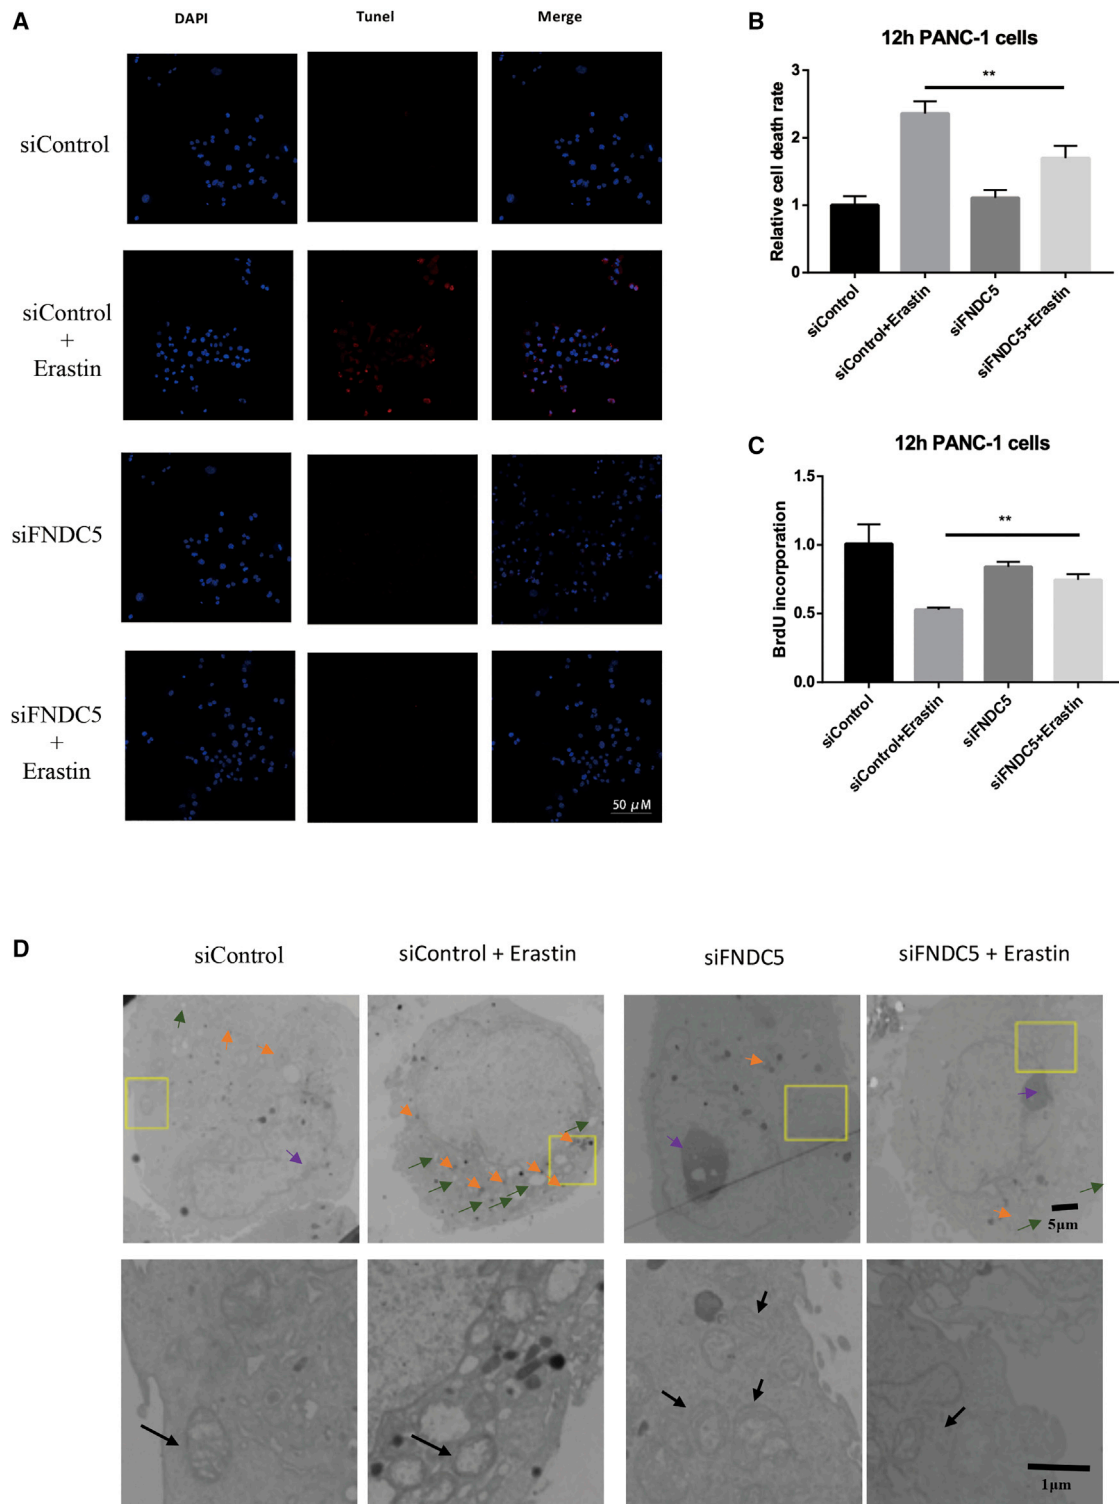 A
DAPI
Tunel
Merge
siControl
siControl
+
Erastin
siFNDC5
siFNDC5
+
Erastin
50 μM
B
12h PANC-1 cells
**
Relative cell death rate
3
2
1
0
siControl
siControl+Erastin
siFNDC5
siFNDC5+Erastin
C
12h PANC-1 cells
**
BrdU incorporation
1.5
1.0
0.5
0.0
siControl
siControl+Erastin
siFNDC5
siFNDC5+Erastin
D
siControl
siControl + Erastin
siFNDC5
siFNDC5 + Erastin
5μm
1μm